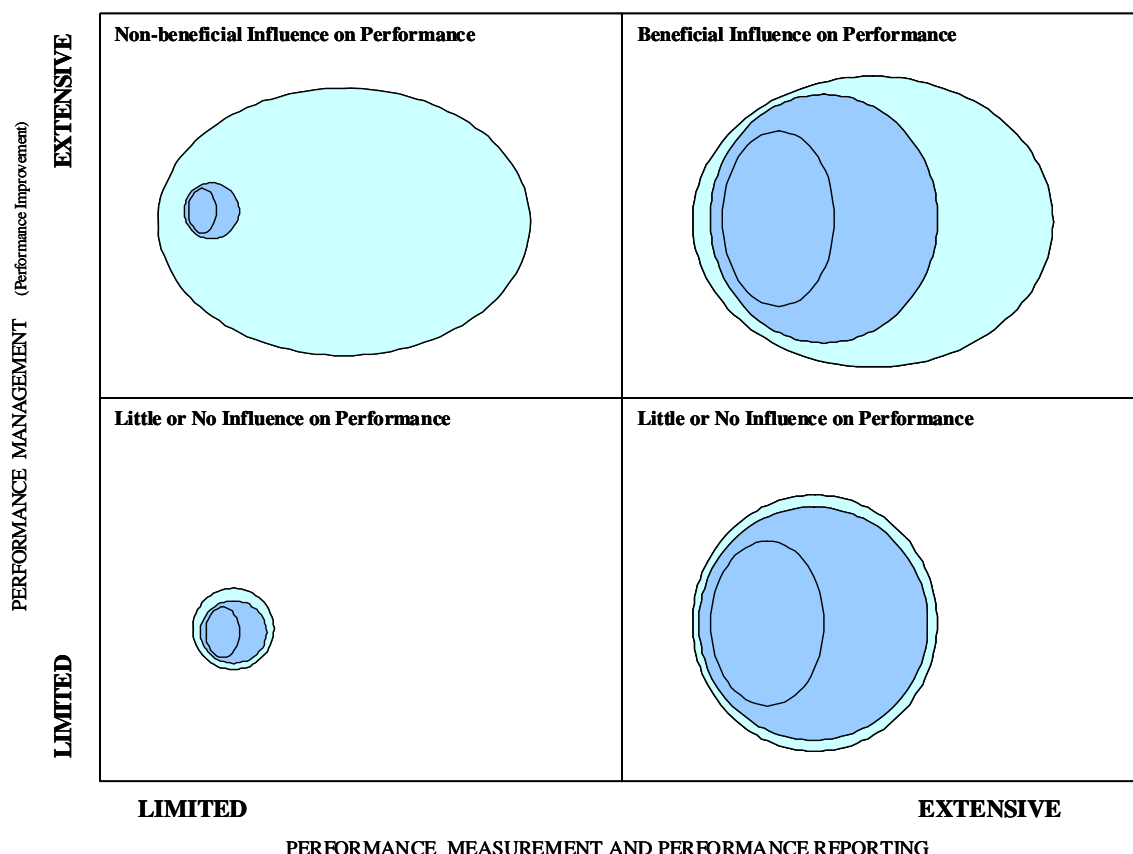 Non-beneficial Influence on Performance
Beneficial Influence on Performance
EXTENSIVE
(Performance Improvement)
PERFORMANCE MANAGEMENT
Little or No Influence on Performance
Little or No Influence on Performance
LIMITED
LIMITED
EXTENSIVE
PERFORMANCE MEASUREMENT AND PERFORMANCE REPORTING